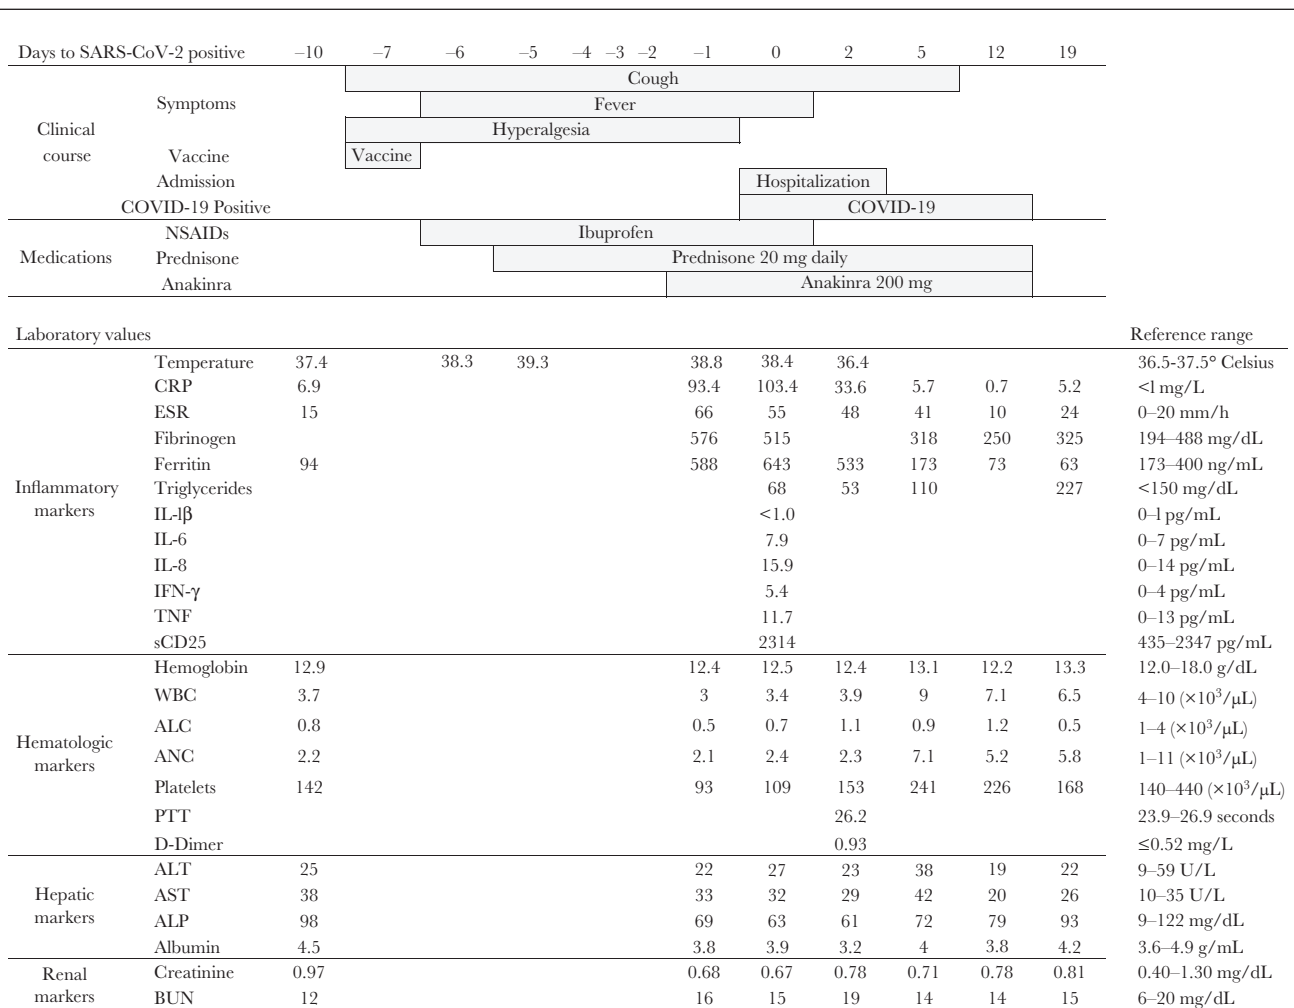 Days to SARS-CoV-2 positive –10 –7 –6 –5 –4 –3 –2 –1 0 2 5 12 19
Cough
Symptoms Fever
Clinical Hyperalgesia
course Vaccine Vaccine
Admission Hospitalization
COVID-19 Positive COVID-19
NSAIDs Ibuprofen
Medications Prednisone Prednisone 20 mg daily
Anakinra Anakinra 200 mg
Laboratory values Reference range
Temperature 37.4 38.3 39.3 38.8 38.4 36.4 36.5-37.5° Celsius
CRP 6.9 93.4 103.4 33.6 5.7 0.7 5.2 <1 mg/L
ESR 15 66 55 48 41 10 24 0–20 mm/h
Fibrinogen 576 515 318 250 325 194–488 mg/dL
Ferritin 94 588 643 533 173 73 63 173–400 ng/mL
Inflammatory Triglycerides 68 53 110 227 <150 mg/dL
markers IL-1β <1.0 0–1 pg/mL
IL-6 7.9 0–7 pg/mL
IL-8 15.9 0–14 pg/mL
IFN-γ 5.4 0–4 pg/mL
TNF 11.7 0–13 pg/mL
sCD25 2314 435–2347 pg/mL
Hemoglobin 12.9 12.4 12.5 12.4 13.1 12.2 13.3 12.0–18.0 g/dL
WBC 3.7 3 3.4 3.9 9 7.1 6.5 4–10 (×10³/μL)
ALC 0.8 0.5 0.7 1.1 0.9 1.2 0.5 1–4 (×10³/μL)
Hematologic
markers ANC 2.2 2.1 2.4 2.3 7.1 5.2 5.8 1–11 (×10³/μL)
Platelets 142 93 109 153 241 226 168 140–440 (×10³/μL)
PTT 26.2 23.9–26.9 seconds
D-Dimer 0.93 ≤0.52 mg/L
ALT 25 22 27 23 38 19 22 9–59 U/L
Hepatic AST 38 33 32 29 42 20 26 10–35 U/L
markers ALP 98 69 63 61 72 79 93 9–122 mg/dL
Albumin 4.5 3.8 3.9 3.2 4 3.8 4.2 3.6–4.9 g/mL
Renal Creatinine 0.97 0.68 0.67 0.78 0.71 0.78 0.81 0.40–1.30 mg/dL
markers BUN 12 16 15 19 14 14 15 6–20 mg/dL